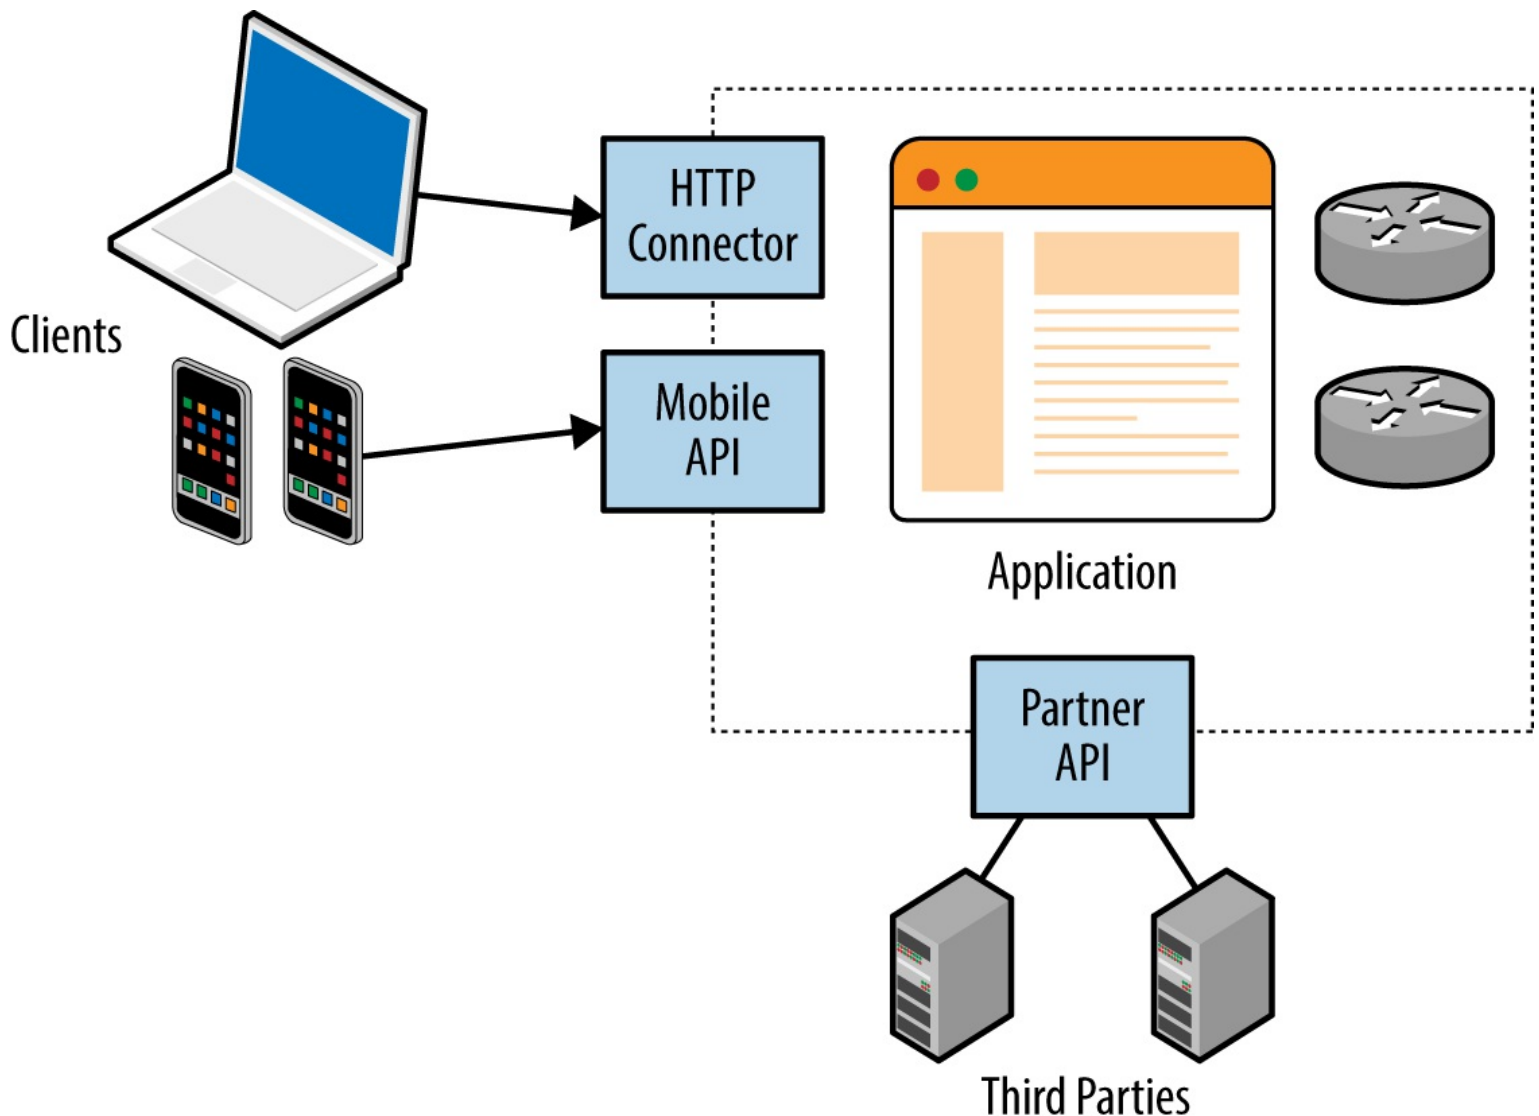 HTTP
Connector
Clients
Mobile
API
Application
Partner
API
Third Parties